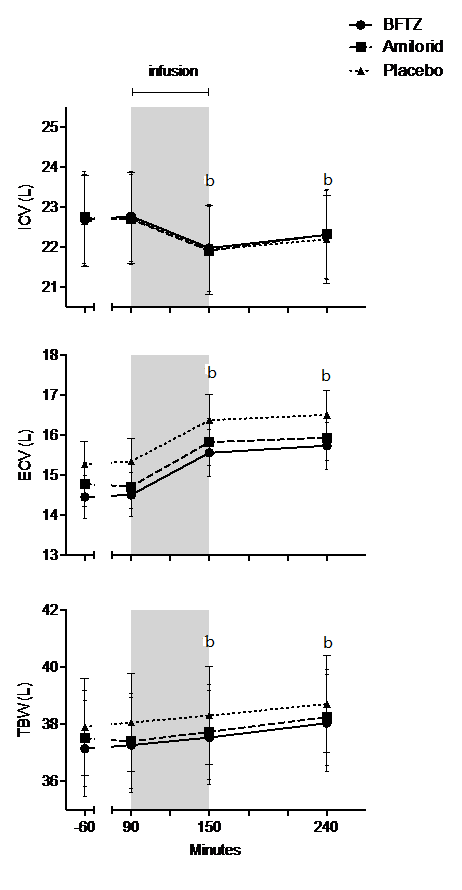 BFTZ
Amilorid
Placebo
infusion
25
24
23
22
21
ICV (L)
b
b
18
17
16
15
14
13
ECV (L)
b
b
42
40
38
36
TBW (L)
b
b
-60
90
150
240
Minutes